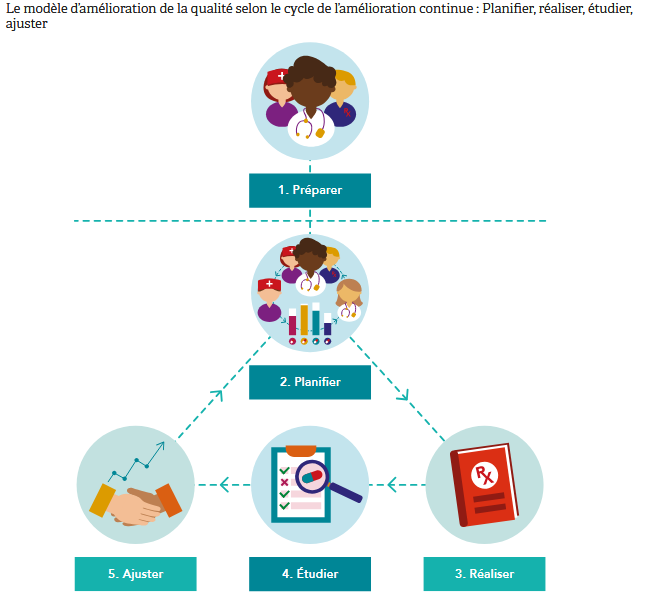 Le modèle d'amélioration de la qualité selon le cycle de l'amélioration continue : Planifier, réaliser, étudier,
ajuster
1. Préparer
2. Planifier
RX
5. Ajuster
4. Étudier
3. Réaliser